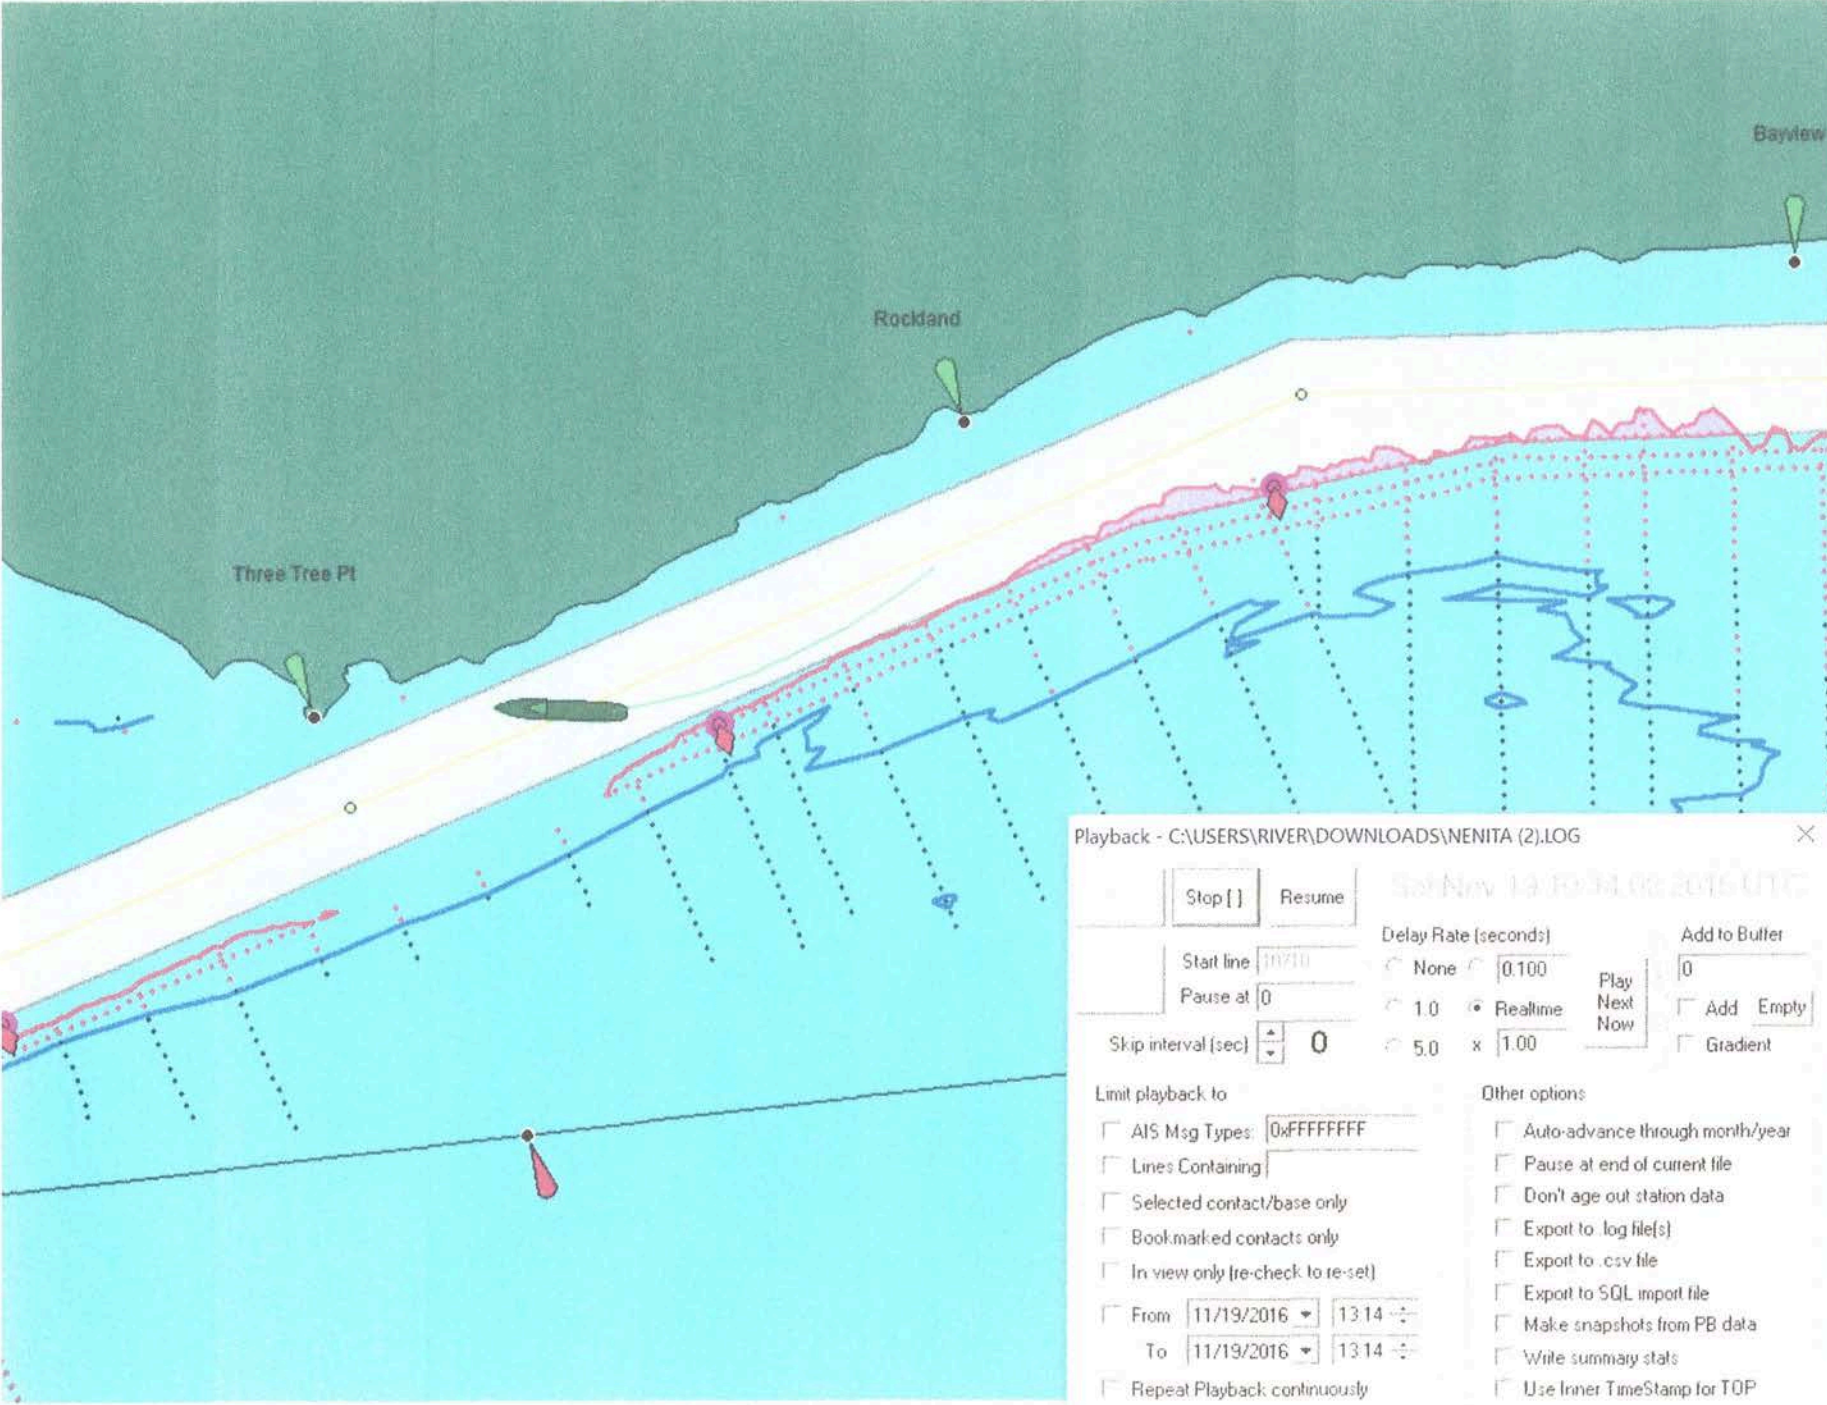 Bayview
Rockland
Three Tree Pt
Playback - C:\USERS\RIVER\DOWNLOADS\NENITA (2).LOG
Stop [ ] Resume
Delay Rate (seconds) Add to Buffer
Start line
None 0.100 0
Pause at 0
Play Next Now
1.0 Realtime Add Empty
Skip interval (sec) 0
5.0 x 1.00 Gradient
Limit playback to
AIS Msg Types: 0xFFFFFFFF
Lines Containing
Selected contact/base only
Bookmarked contacts only
In view only (re-check to re-set)
From 11/19/2016 13:14
To 11/19/2016 13:14
Repeat Playback continuously
Other options
Auto-advance through month/year
Pause at end of current file
Don't age out station data
Export to .log file(s)
Export to .csv file
Export to SQL import file
Make snapshots from PB data
Write summary stats
Use Inner TimeStamp for TOP